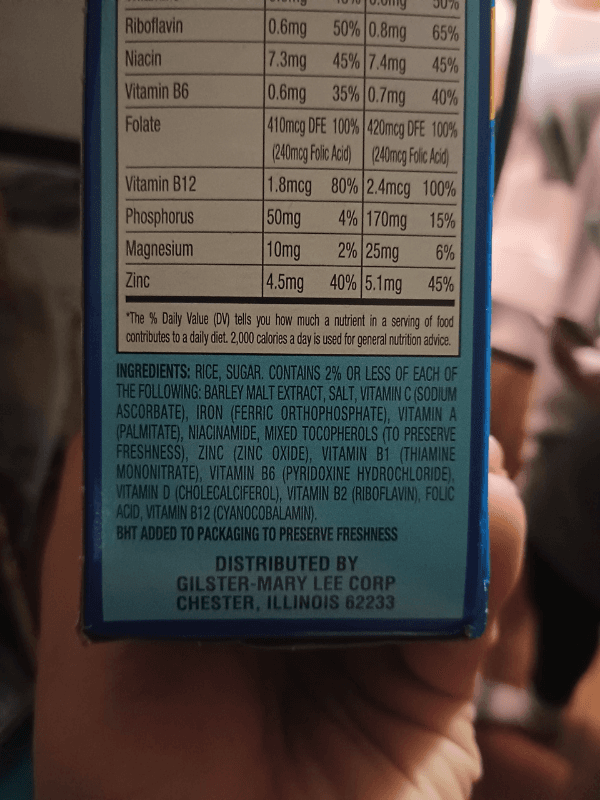 50%
Riboflavin 0.6mg 50% 0.8mg 65%
Niacin 7.3mg 45% 7.4mg 45%
Vitamin B6 0.6mg 35% 0.7mg 40%
Folate 410mcg DFE 100% 420mcg DFE 100%
(240mcg Folic Acid) (240mcg Folic Acid)
Vitamin B12 1.8mcg 80% 2.4mcg 100%
Phosphorus 50mg 4% 170mg 15%
Magnesium 10mg 2% 25mg 6%
Zinc 4.5mg 40% 5.1mg 45%
*The % Daily Value (DV) tells you how much a nutrient in a serving of food
contributes to a daily diet. 2,000 calories a day is used for general nutrition advice.
INGREDIENTS: RICE, SUGAR. CONTAINS 2% OR LESS OF EACH OF
THE FOLLOWING: BARLEY MALT EXTRACT, SALT, VITAMIN C (SODIUM
ASCORBATE), IRON (FERRIC ORTHOPHOSPHATE), VITAMIN A
(PALMITATE), NIACINAMIDE, MIXED TOCOPHEROLS (TO PRESERVE
FRESHNESS), ZINC (ZINC OXIDE), VITAMIN B1 (THIAMINE
MONONITRATE), VITAMIN B6 (PYRIDOXINE HYDROCHLORIDE),
VITAMIN D (CHOLECALCIFEROL), VITAMIN B2 (RIBOFLAVIN), FOLIC
ACID, VITAMIN B12 (CYANOCOBALAMIN).
BHT ADDED TO PACKAGING TO PRESERVE FRESHNESS
DISTRIBUTED BY
GILSTER-MARY LEE CORP
CHESTER, ILLINOIS 62233